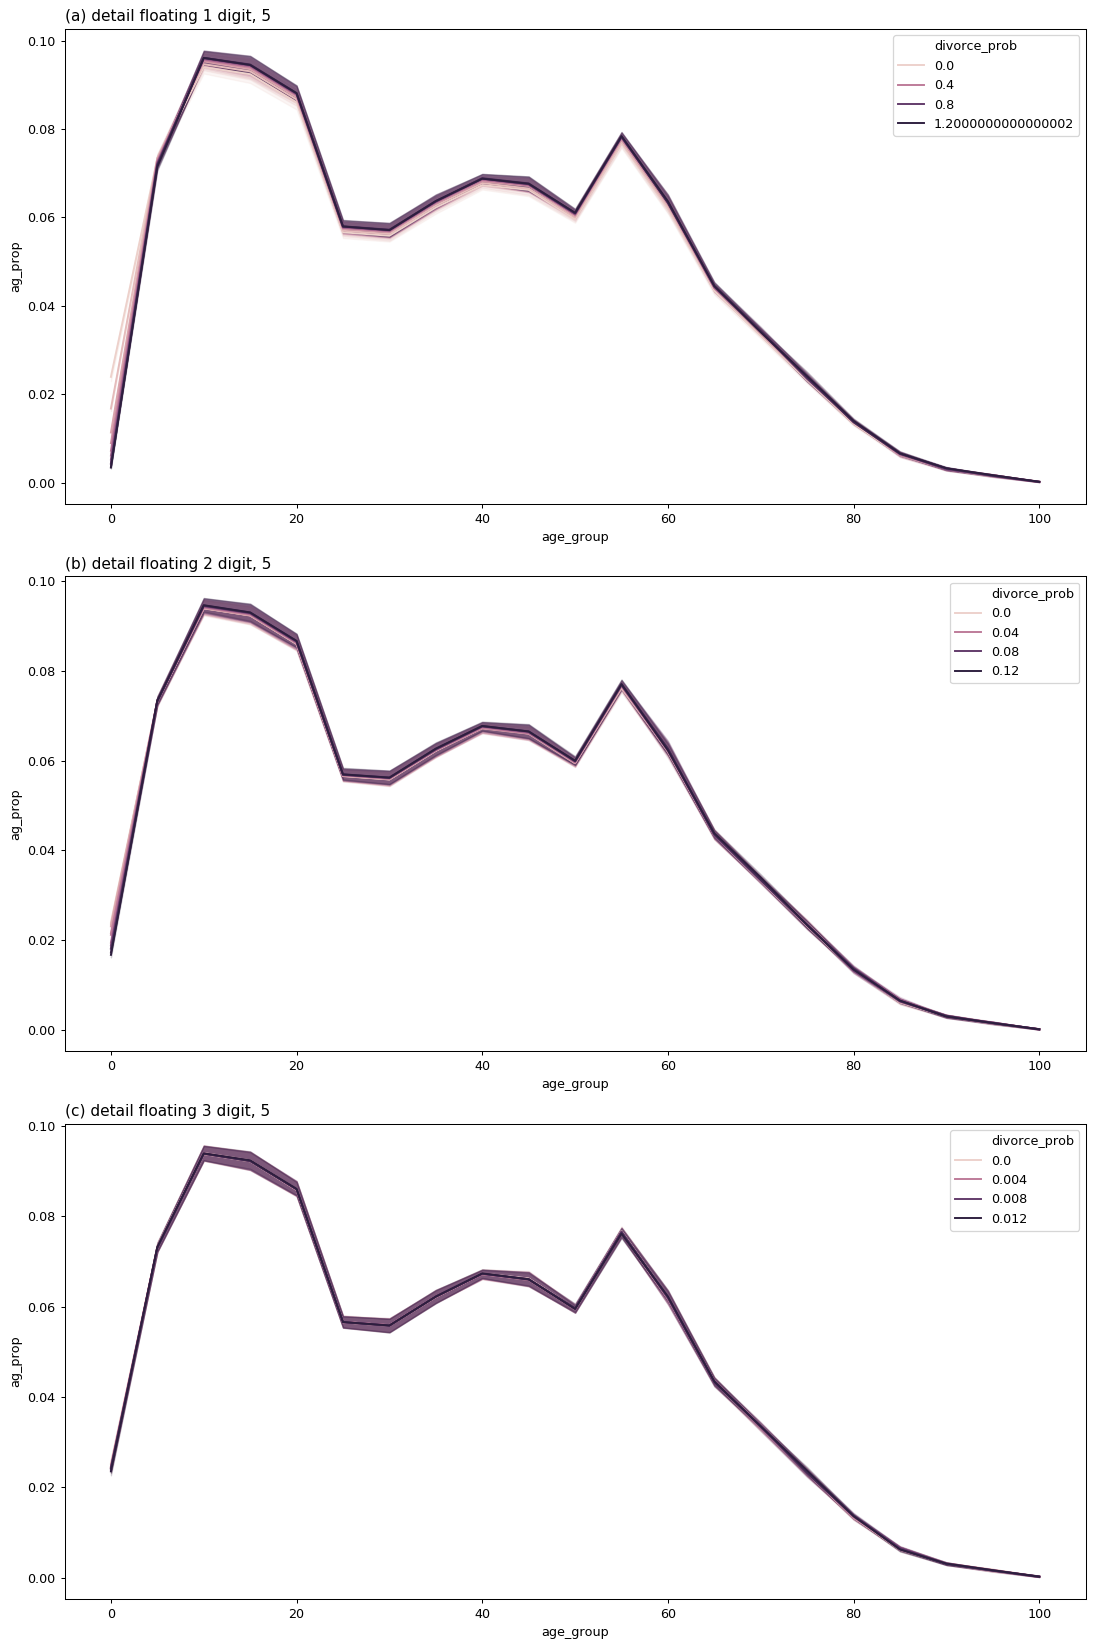 (a) detail floating 1 digit, 5
0.10
0.08
0.06
0.04
0.02
0.00
ag_prop
divorce_prob
0.0
0.4
0.8
1.2000000000000002
0 20 40 60 80 100
age_group
(b) detail floating 2 digit, 5
0.10
0.08
0.06
0.04
0.02
0.00
ag_prop
divorce_prob
0.0
0.04
0.08
0.12
0 20 40 60 80 100
age_group
(c) detail floating 3 digit, 5
0.10
0.08
0.06
0.04
0.02
0.00
ag_prop
divorce_prob
0.0
0.004
0.008
0.012
0 20 40 60 80 100
age_group